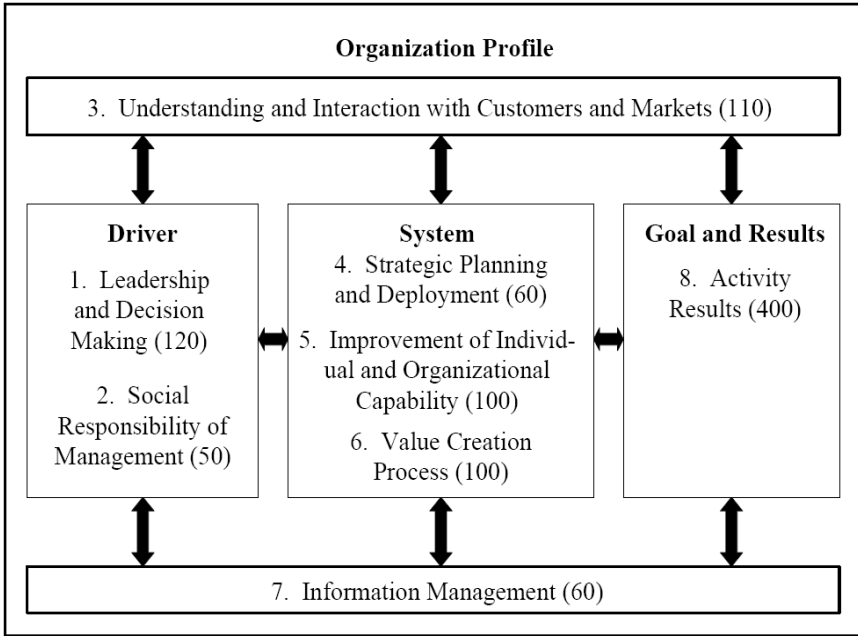 Organization Profile
3. Understanding and Interaction with Customers and Markets (110)
Driver
1. Leadership
and Decision
Making (120)
2. Social
Responsibility of
Management (50)
System
4. Strategic Planning
and Deployment (60)
5. Improvement of Individ-
ual and Organizational
Capability (100)
6. Value Creation
Process (100)
Goal and Results
8. Activity
Results (400)
7. Information Management (60)